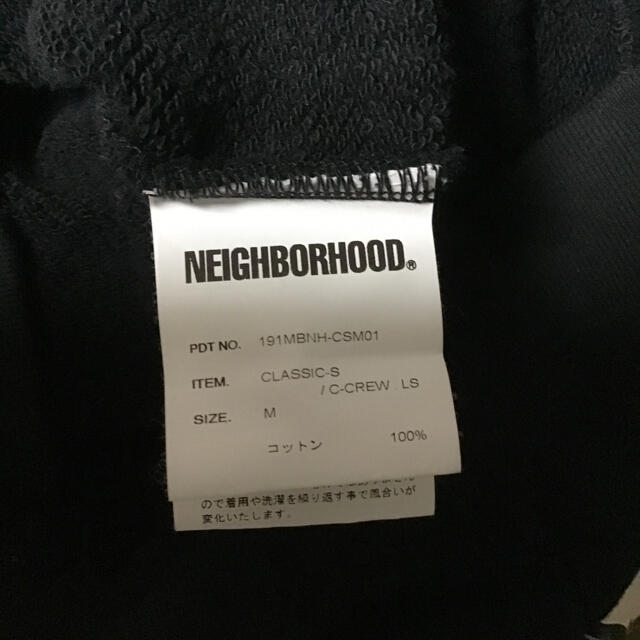 NEIGHBORHOOD®
PDT NO. 191MBNH-CSM01
ITEM. CLASSIC-S
/ C-CREW . LS
SIZE. M
コットン 100%
ので着用や洗濯を繰り返す事で風合いが
変化いたします。